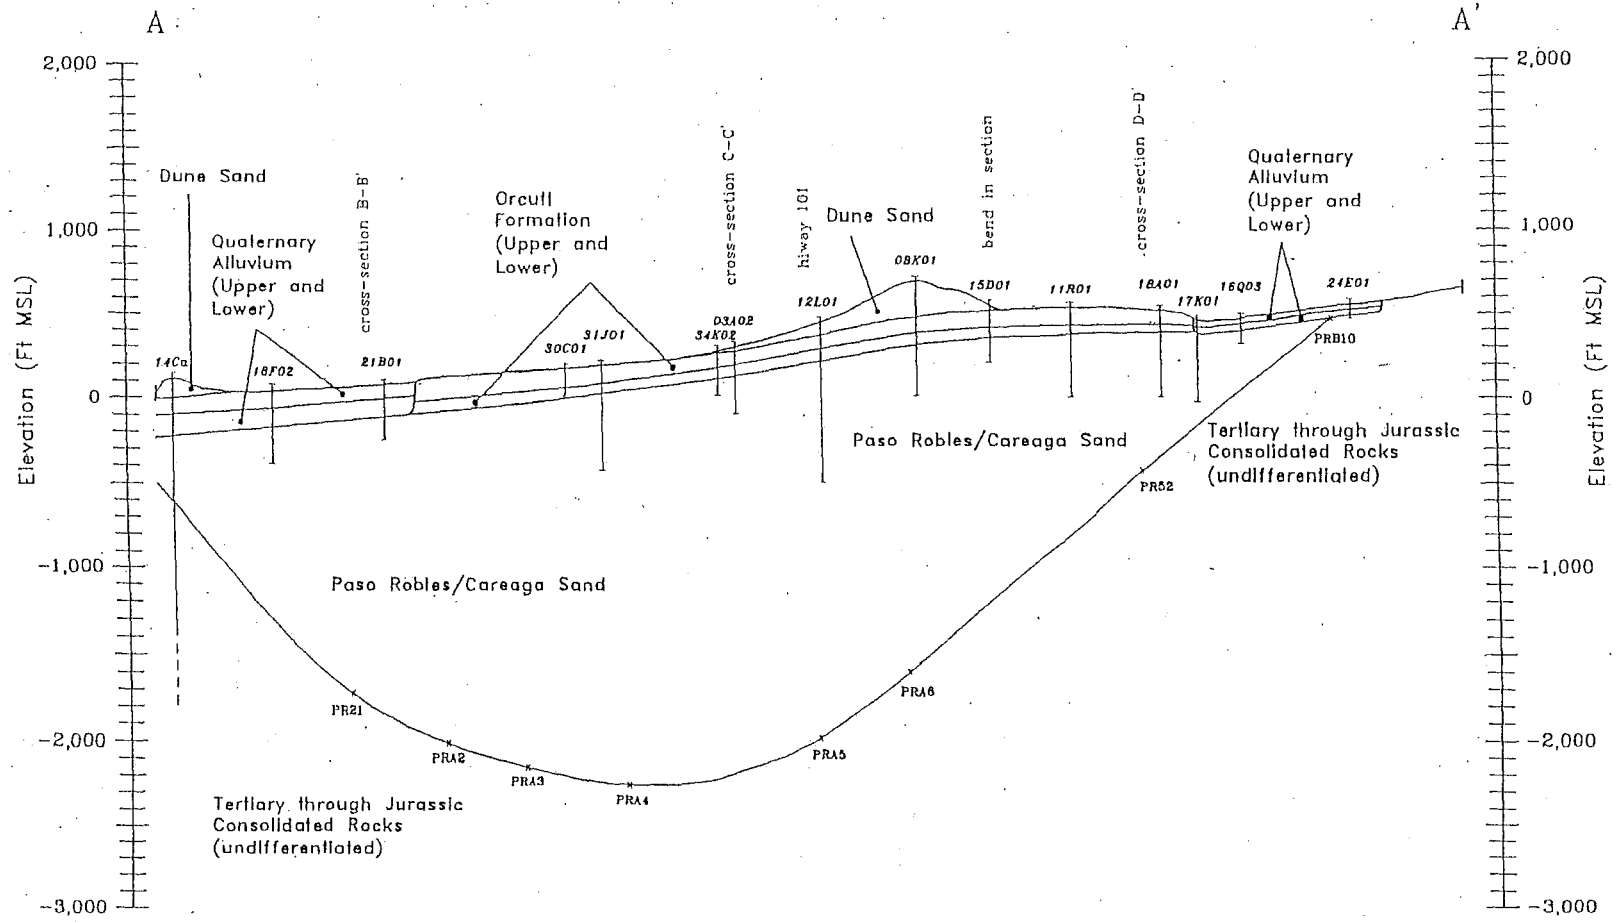 A
A'
2,000
1,000
0
-1,000
-2,000
-3,000
Elevation (Ft MSL)
2,000
1,000
0
-1,000
-2,000
-3,000
Elevation (Ft MSL)
Dune Sand
Quaternary
Alluvium
(Upper and
Lower)
cross-section B-B'
Orcutt
Formation
(Upper and
Lower)
cross-section C-C'
hiway 101
Dune Sand
bend in section
cross-section D-D'
Quaternary
Alluvium
(Upper and
Lower)
14Ca
18F02
21B01
30C01
31J01
34K02
D3A02
12L01
08K01
15D01
11R01
18A01
17K01
16Q03
24E01
PRB10
Paso Robles/Careaga Sand
Tertiary through Jurassic
Consolidated Rocks
(undifferentiated)
PR52
Paso Robles/Careaga Sand
PR21
PRA2
PRA3
PRA4
PRA5
PRA6
Tertiary through Jurassic
Consolidated Rocks
(undifferentiated)